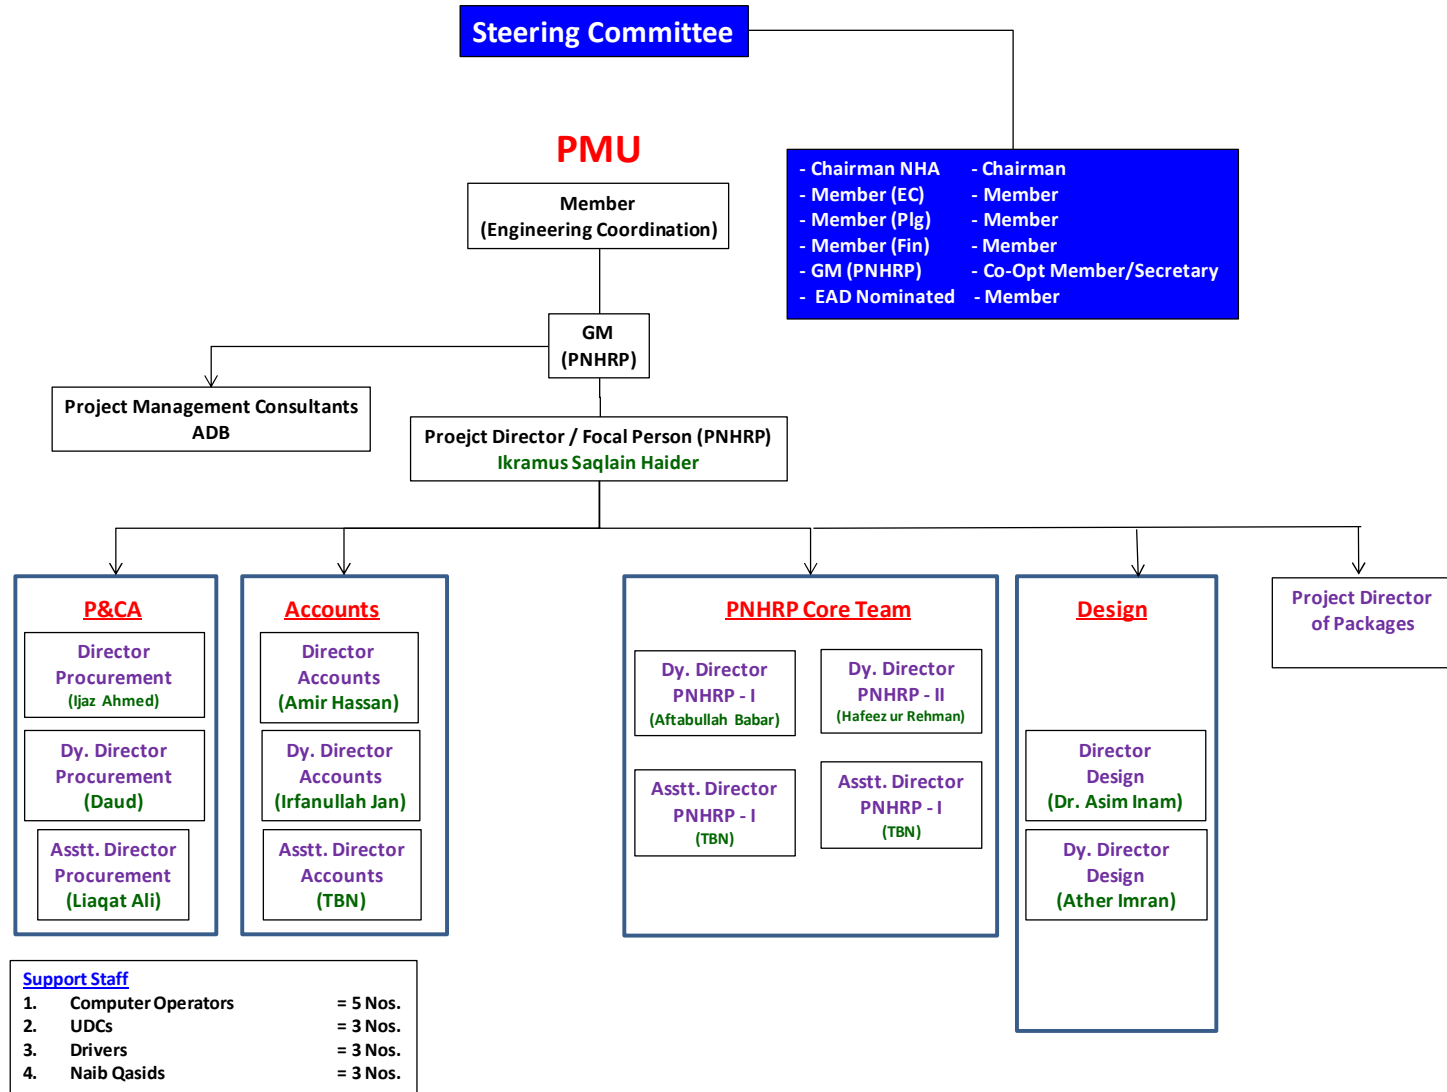 Steering Committee
PMU
- Chairman NHA - Chairman
- Member (EC) - Member
- Member (Plg) - Member
- Member (Fin) - Member
- GM (PNHRP) - Co-Opt Member/Secretary
- EAD Nominated - Member
Member
(Engineering Coordination)
GM
(PNHRP)
Project Management Consultants
ADB
Proejct Director / Focal Person (PNHRP)
Ikramus Saqlain Haider
P&CA
Director
Procurement
(Ijaz Ahmed)
Dy. Director
Procurement
(Daud)
Asstt. Director
Procurement
(Liaqat Ali)
Accounts
Director
Accounts
(Amir Hassan)
Dy. Director
Accounts
(Irfanullah Jan)
Asstt. Director
Accounts
(TBN)
PNHRP Core Team
Dy. Director
PNHRP - I
(Aftabullah Babar)
Dy. Director
PNHRP - II
(Hafeez ur Rehman)
Asstt. Director
PNHRP - I
(TBN)
Asstt. Director
PNHRP - I
(TBN)
Design
Director
Design
(Dr. Asim Inam)
Dy. Director
Design
(Ather Imran)
Project Director
of Packages
Support Staff
1. Computer Operators = 5 Nos.
2. UDCs = 3 Nos.
3. Drivers = 3 Nos.
4. Naib Qasids = 3 Nos.